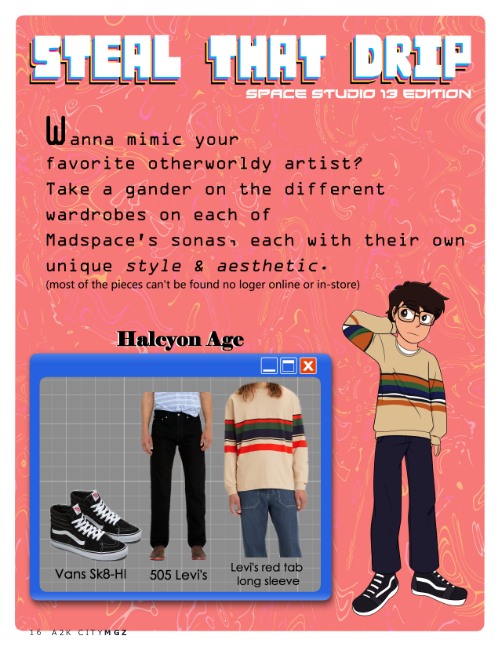 STEAL THAT DRIP
SPACE STUDIO 13 EDITION
Wanna mimic your
favorite otherworldy artist?
Take a gander on the different
wardrobes on each of
Madspace's sonas, each with their own
unique style & aesthetic.
(most of the pieces can't be found no loger online or in-store)
Halcyon Age
Vans Sk8-HI
505 Levi's
Levi's red tab
long sleeve
16 A2K CITYMGZ